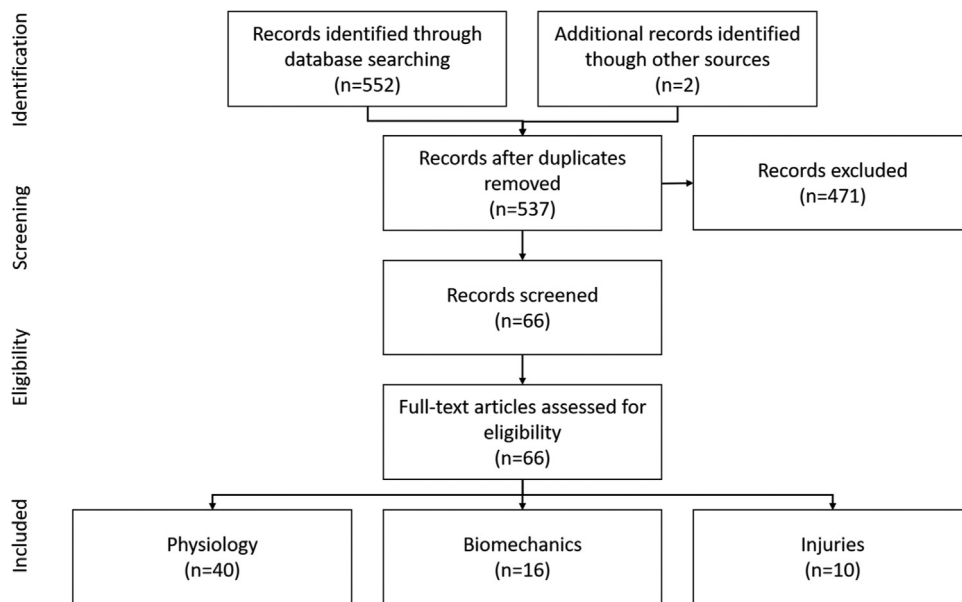 Identification
Records identified through
database searching
(n=552)
Additional records identified
though other sources
(n=2)
Screening
Records after duplicates
removed
(n=537)
Records excluded
(n=471)
Records screened
(n=66)
Eligibility
Full-text articles assessed for
eligibility
(n=66)
Included
Physiology
(n=40)
Biomechanics
(n=16)
Injuries
(n=10)